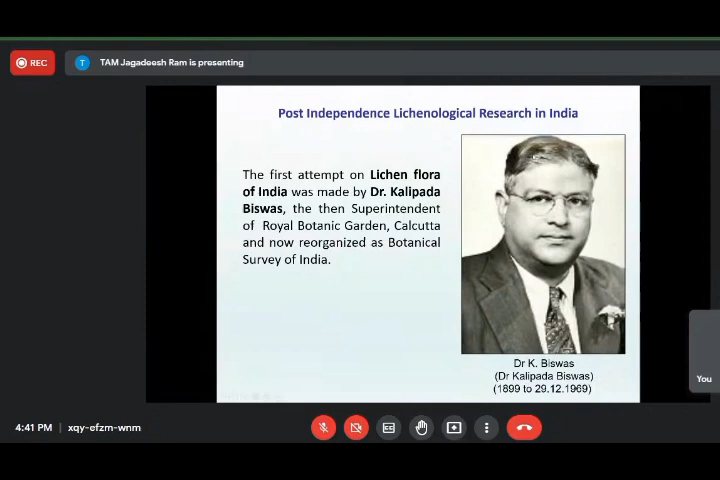 REC
T
TAM Jagadeesh Ram is presenting
Post Independence Lichenological Research in India
The first attempt on Lichen flora
of India was made by Dr. Kalipada
Biswas, the then Superintendent
of Royal Botanic Garden, Calcutta
and now reorganized as Botanical
Survey of India.
Dr K. Biswas
(Dr Kalipada Biswas)
(1899 to 29.12.1969)
You
4:41 PM | xqy-efzm-wnm
CC